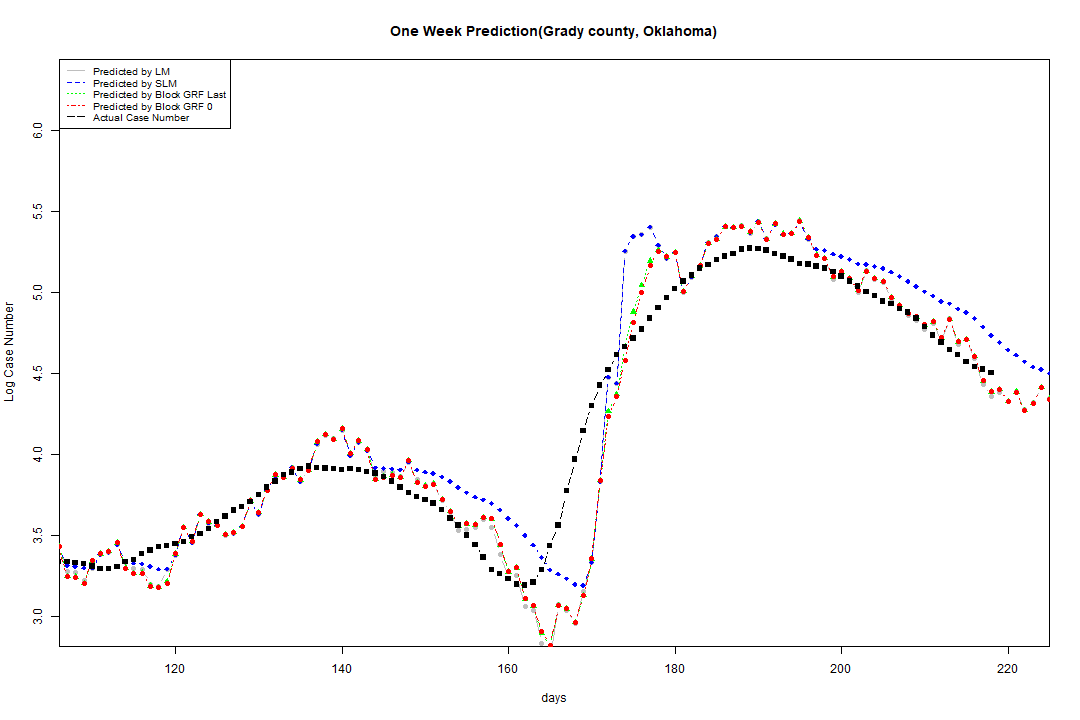 One Week Prediction(Grady county, Oklahoma)
Predicted by LM
Predicted by SLM
Predicted by Block GRF Last
Predicted by Block GRF 0
Actual Case Number
6.0
5.5
5.0
4.5
4.0
3.5
3.0
Log Case Number
120 140 160 180 200 220
days